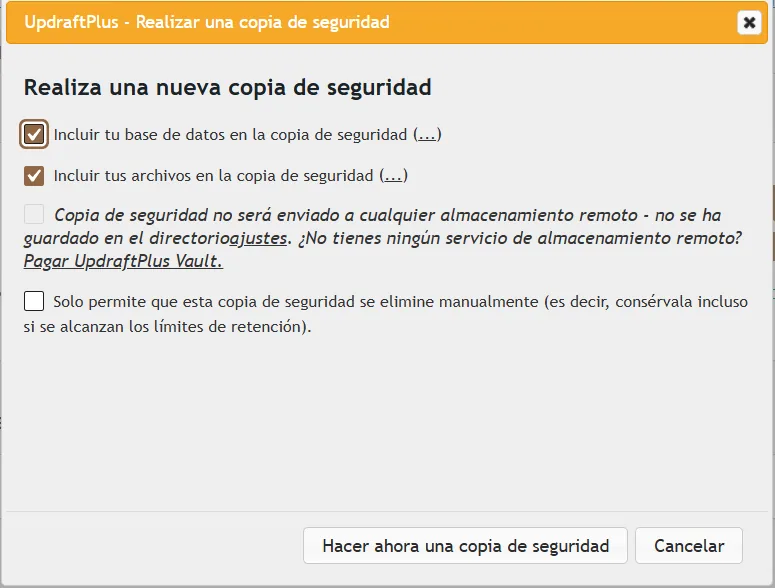 UpdraftPlus - Realizar una copia de seguridad
Realiza una nueva copia de seguridad
Incluir tu base de datos en la copia de seguridad (...)
Incluir tus archivos en la copia de seguridad (...)
Copia de seguridad no será enviado a cualquier almacenamiento remoto - no se ha
guardado en el directorioajustes. ¿No tienes ningún servicio de almacenamiento remoto?
Pagar UpdraftPlus Vault.
Solo permite que esta copia de seguridad se elimine manualmente (es decir, consérvala incluso
si se alcanzan los límites de retención).
Hacer ahora una copia de seguridad
Cancelar